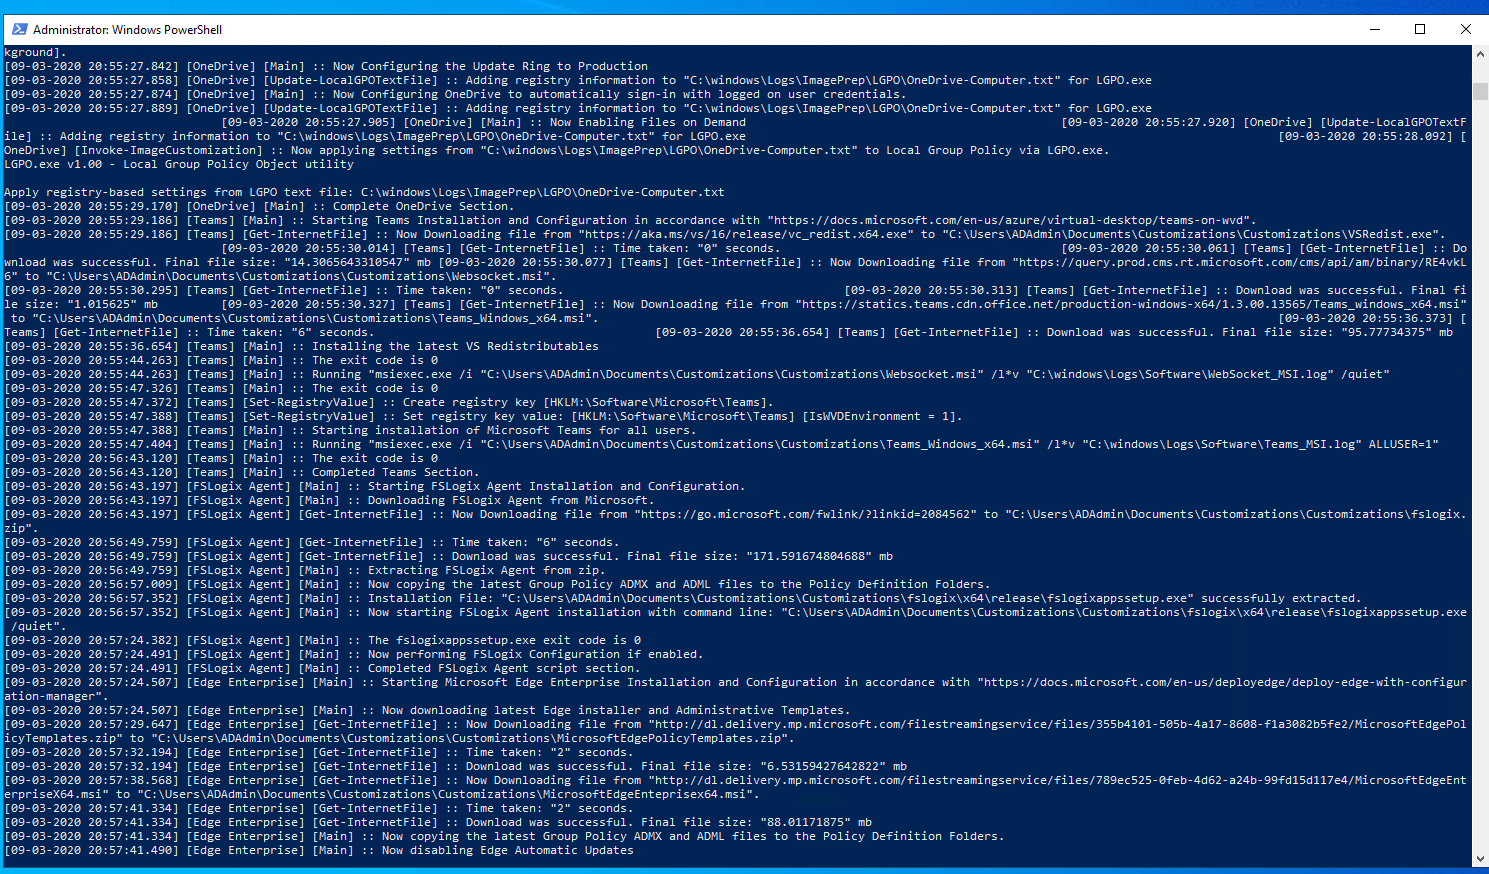 Administrator: Windows PowerShell
kground].
[09-03-2020 20:55:27.842] [OneDrive] [Main] :: Now Configuring the Update Ring to Production
[09-03-2020 20:55:27.858] [OneDrive] [Update-LocalGPOTextFile] :: Adding registry information to "C:\windows\Logs\ImagePrep\LGPO\OneDrive-Computer.txt" for LGPO.exe
[09-03-2020 20:55:27.874] [OneDrive] [Main] :: Now Configuring OneDrive to automatically sign-in with logged on user credentials.
[09-03-2020 20:55:27.889] [OneDrive] [Update-LocalGPOTextFile] :: Adding registry information to "C:\windows\Logs\ImagePrep\LGPO\OneDrive-Computer.txt" for LGPO.exe
[09-03-2020 20:55:27.905] [OneDrive] [Main] :: Now Enabling Files on Demand [09-03-2020 20:55:27.920] [OneDrive] [Update-LocalGPOTextF
ile] :: Adding registry information to "C:\windows\Logs\ImagePrep\LGPO\OneDrive-Computer.txt" for LGPO.exe [09-03-2020 20:55:28.092] [
OneDrive] [Invoke-ImageCustomization] :: Now applying settings from "C:\windows\Logs\ImagePrep\LGPO\OneDrive-Computer.txt" to Local Group Policy via LGPO.exe.
LGPO.exe v1.00 - Local Group Policy Object utility
Apply registry-based settings from LGPO text file: C:\windows\Logs\ImagePrep\LGPO\OneDrive-Computer.txt
[09-03-2020 20:55:29.170] [OneDrive] [Main] :: Complete OneDrive Section.
[09-03-2020 20:55:29.186] [Teams] [Main] :: Starting Teams Installation and Configuration in accordance with "https://docs.microsoft.com/en-us/azure/virtual-desktop/teams-on-wvd".
[09-03-2020 20:55:29.186] [Teams] [Get-InternetFile] :: Now Downloading file from "https://aka.ms/vs/16/release/vc_redist.x64.exe" to "C:\Users\ADAdmin\Documents\Customizations\Customizations\VSRedist.exe".
[09-03-2020 20:55:30.014] [Teams] [Get-InternetFile] :: Time taken: "0" seconds. [09-03-2020 20:55:30.061] [Teams] [Get-InternetFile] :: Do
wnload was successful. Final file size: "14.3065643310547" mb [09-03-2020 20:55:30.077] [Teams] [Get-InternetFile] :: Now Downloading file from "https://query.prod.cms.rt.microsoft.com/cms/api/am/binary/RE4vkL
6" to "C:\Users\ADAdmin\Documents\Customizations\Customizations\Websocket.msi".
[09-03-2020 20:55:30.295] [Teams] [Get-InternetFile] :: Time taken: "0" seconds. [09-03-2020 20:55:30.313] [Teams] [Get-InternetFile] :: Download was successful. Final fi
le size: "1.015625" mb [09-03-2020 20:55:30.327] [Teams] [Get-InternetFile] :: Now Downloading file from "https://statics.teams.cdn.office.net/production-windows-x64/1.3.00.13565/Teams_windows_x64.msi"
to "C:\Users\ADAdmin\Documents\Customizations\Customizations\Teams_Windows_x64.msi". [09-03-2020 20:55:36.373] [
Teams] [Get-InternetFile] :: Time taken: "6" seconds. [09-03-2020 20:55:36.654] [Teams] [Get-InternetFile] :: Download was successful. Final file size: "95.77734375" mb
[09-03-2020 20:55:36.654] [Teams] [Main] :: Installing the latest VS Redistributables
[09-03-2020 20:55:44.263] [Teams] [Main] :: The exit code is 0
[09-03-2020 20:55:44.263] [Teams] [Main] :: Running "msiexec.exe /i "C:\Users\ADAdmin\Documents\Customizations\Customizations\Websocket.msi" /l*v "C:\windows\Logs\Software\WebSocket_MSI.log" /quiet"
[09-03-2020 20:55:47.326] [Teams] [Main] :: The exit code is 0
[09-03-2020 20:55:47.372] [Teams] [Set-RegistryValue] :: Create registry key [HKLM:\Software\Microsoft\Teams].
[09-03-2020 20:55:47.388] [Teams] [Set-RegistryValue] :: Set registry key value: [HKLM:\Software\Microsoft\Teams] [IsWVDEnvironment = 1].
[09-03-2020 20:55:47.388] [Teams] [Main] :: Starting installation of Microsoft Teams for all users.
[09-03-2020 20:55:47.404] [Teams] [Main] :: Running "msiexec.exe /i "C:\Users\ADAdmin\Documents\Customizations\Customizations\Teams_Windows_x64.msi" /l*v "C:\windows\Logs\Software\Teams_MSI.log" ALLUSER=1"
[09-03-2020 20:56:43.120] [Teams] [Main] :: The exit code is 0
[09-03-2020 20:56:43.120] [Teams] [Main] :: Completed Teams Section.
[09-03-2020 20:56:43.197] [FSLogix Agent] [Main] :: Starting FSLogix Agent Installation and Configuration.
[09-03-2020 20:56:43.197] [FSLogix Agent] [Main] :: Downloading FSLogix Agent from Microsoft.
[09-03-2020 20:56:43.197] [FSLogix Agent] [Get-InternetFile] :: Now Downloading file from "https://go.microsoft.com/fwlink/?linkid=2084562" to "C:\Users\ADAdmin\Documents\Customizations\Customizations\fslogix.
zip".
[09-03-2020 20:56:49.759] [FSLogix Agent] [Get-InternetFile] :: Time taken: "6" seconds.
[09-03-2020 20:56:49.759] [FSLogix Agent] [Get-InternetFile] :: Download was successful. Final file size: "171.591674804688" mb
[09-03-2020 20:56:49.759] [FSLogix Agent] [Main] :: Extracting FSLogix Agent from zip.
[09-03-2020 20:56:57.009] [FSLogix Agent] [Main] :: Now copying the latest Group Policy ADMX and ADML files to the Policy Definition Folders.
[09-03-2020 20:56:57.352] [FSLogix Agent] [Main] :: Installation File: "C:\Users\ADAdmin\Documents\Customizations\Customizations\fslogix\x64\release\fslogixappssetup.exe" successfully extracted.
[09-03-2020 20:56:57.352] [FSLogix Agent] [Main] :: Now starting FSLogix Agent installation with command line: "C:\Users\ADAdmin\Documents\Customizations\Customizations\fslogix\x64\release\fslogixappssetup.exe
/quiet".
[09-03-2020 20:57:24.382] [FSLogix Agent] [Main] :: The fslogixappssetup.exe exit code is 0
[09-03-2020 20:57:24.491] [FSLogix Agent] [Main] :: Now performing FSLogix Configuration if enabled.
[09-03-2020 20:57:24.491] [FSLogix Agent] [Main] :: Completed FSLogix Agent script section.
[09-03-2020 20:57:24.507] [Edge Enterprise] [Main] :: Starting Microsoft Edge Enterprise Installation and Configuration in accordance with "https://docs.microsoft.com/en-us/deployedge/deploy-edge-with-configur
ation-manager".
[09-03-2020 20:57:24.507] [Edge Enterprise] [Main] :: Now downloading latest Edge installer and Administrative Templates.
[09-03-2020 20:57:29.647] [Edge Enterprise] [Get-InternetFile] :: Now Downloading file from "http://dl.delivery.mp.microsoft.com/filestreamingservice/files/355b4101-505b-4a17-8608-f1a3082b5fe2/MicrosoftEdgePol
icyTemplates.zip" to "C:\Users\ADAdmin\Documents\Customizations\Customizations\MicrosoftEdgePolicyTemplates.zip".
[09-03-2020 20:57:32.194] [Edge Enterprise] [Get-InternetFile] :: Time taken: "2" seconds.
[09-03-2020 20:57:32.194] [Edge Enterprise] [Get-InternetFile] :: Download was successful. Final file size: "6.53159427642822" mb
[09-03-2020 20:57:38.568] [Edge Enterprise] [Get-InternetFile] :: Now Downloading file from "http://dl.delivery.mp.microsoft.com/filestreamingservice/files/789ec525-0feb-4d62-a24b-99fd15d117e4/MicrosoftEdgeEnt
erpriseX64.msi" to "C:\Users\ADAdmin\Documents\Customizations\Customizations\MicrosoftEdgeEnteprisex64.msi".
[09-03-2020 20:57:41.334] [Edge Enterprise] [Get-InternetFile] :: Time taken: "2" seconds.
[09-03-2020 20:57:41.334] [Edge Enterprise] [Get-InternetFile] :: Download was successful. Final file size: "88.01171875" mb
[09-03-2020 20:57:41.334] [Edge Enterprise] [Main] :: Now copying the latest Group Policy ADMX and ADML files to the Policy Definition Folders.
[09-03-2020 20:57:41.490] [Edge Enterprise] [Main] :: Now disabling Edge Automatic Updates